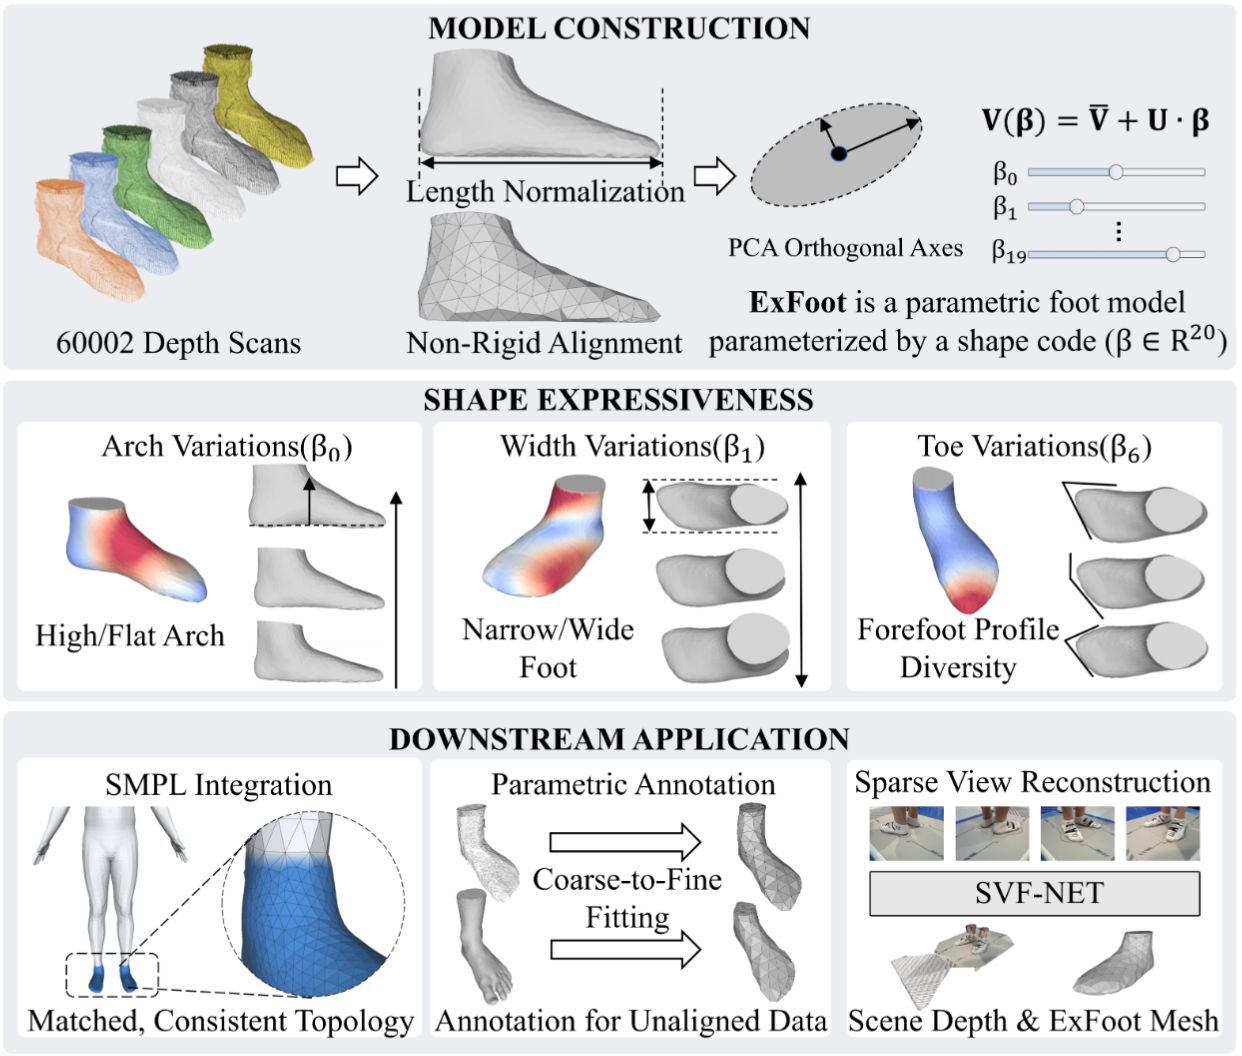 MODEL CONSTRUCTION
60002 Depth Scans
Length Normalization
Non-Rigid Alignment
PCA Orthogonal Axes
V(β) = V̅ + U · β
β₀
β₁
⋮
β₁₉
ExFoot is a parametric foot model
parameterized by a shape code (β ∈ R²⁰)
SHAPE EXPRESSIVENESS
Arch Variations(β₀)
High/Flat Arch
Width Variations(β₁)
Narrow/Wide
Foot
Toe Variations(β₆)
Forefoot Profile
Diversity
DOWNSTREAM APPLICATION
SMPL Integration
Matched, Consistent Topology
Parametric Annotation
Coarse-to-Fine
Fitting
Annotation for Unaligned Data
Sparse View Reconstruction
SVF-NET
Scene Depth & ExFoot Mesh